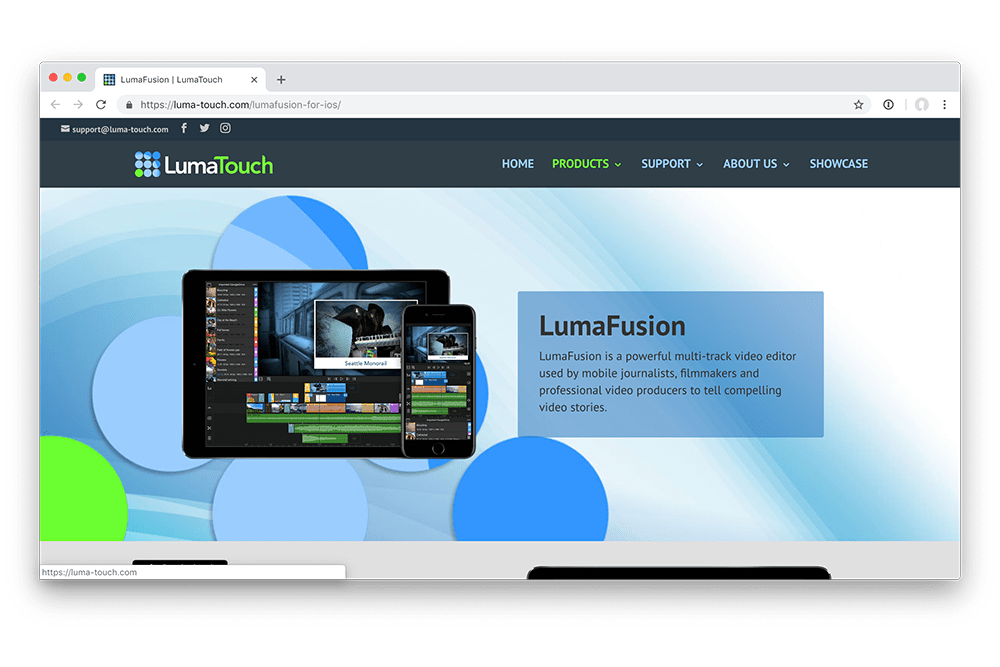 LumaFusion | LumaTouch
https://luma-touch.com/lumafusion-for-ios/
support@luma-touch.com
LumaTouch
HOME PRODUCTS SUPPORT ABOUT US SHOWCASE
Seattle Monorail
LumaFusion
LumaFusion is a powerful multi-track video editor
used by mobile journalists, filmmakers and
professional video producers to tell compelling
video stories.
https://luma-touch.com